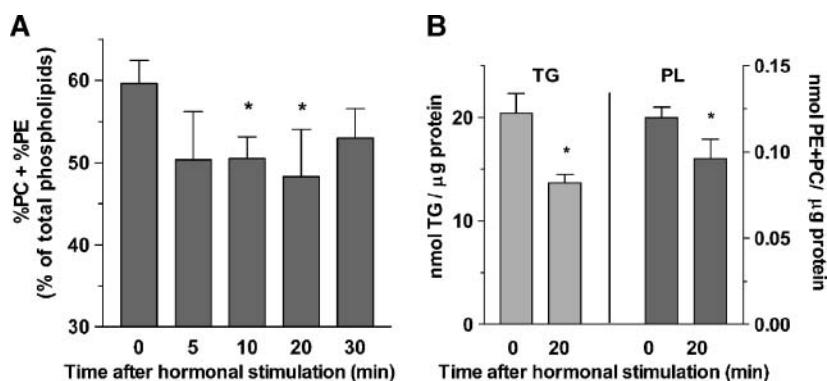 A
%PC + %PE
(% of total phospholipids)
60
50
40
30
* *
0 5 10 20 30
Time after hormonal stimulation (min)
B
TG PL
nmol TG / µg protein
20
10
0
* *
0.15
0.10
0.05
0.00
nmol PE+PC/ µg protein
0 20 0 20
Time after hormonal stimulation (min)